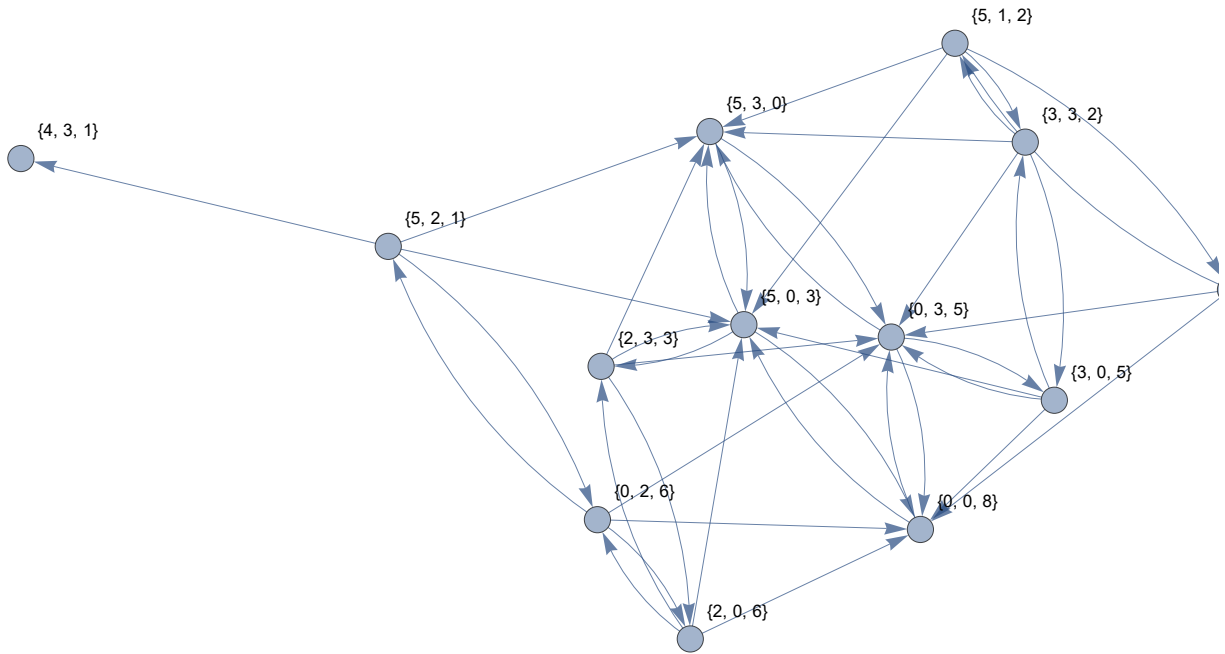 {5, 1, 2}
{5, 3, 0}
{3, 3, 2}
{4, 3, 1}
{5, 2, 1}
{5, 0, 3}
{0, 3, 5}
{2, 3, 3}
{3, 0, 5}
{0, 2, 6}
{0, 0, 8}
{2, 0, 6}